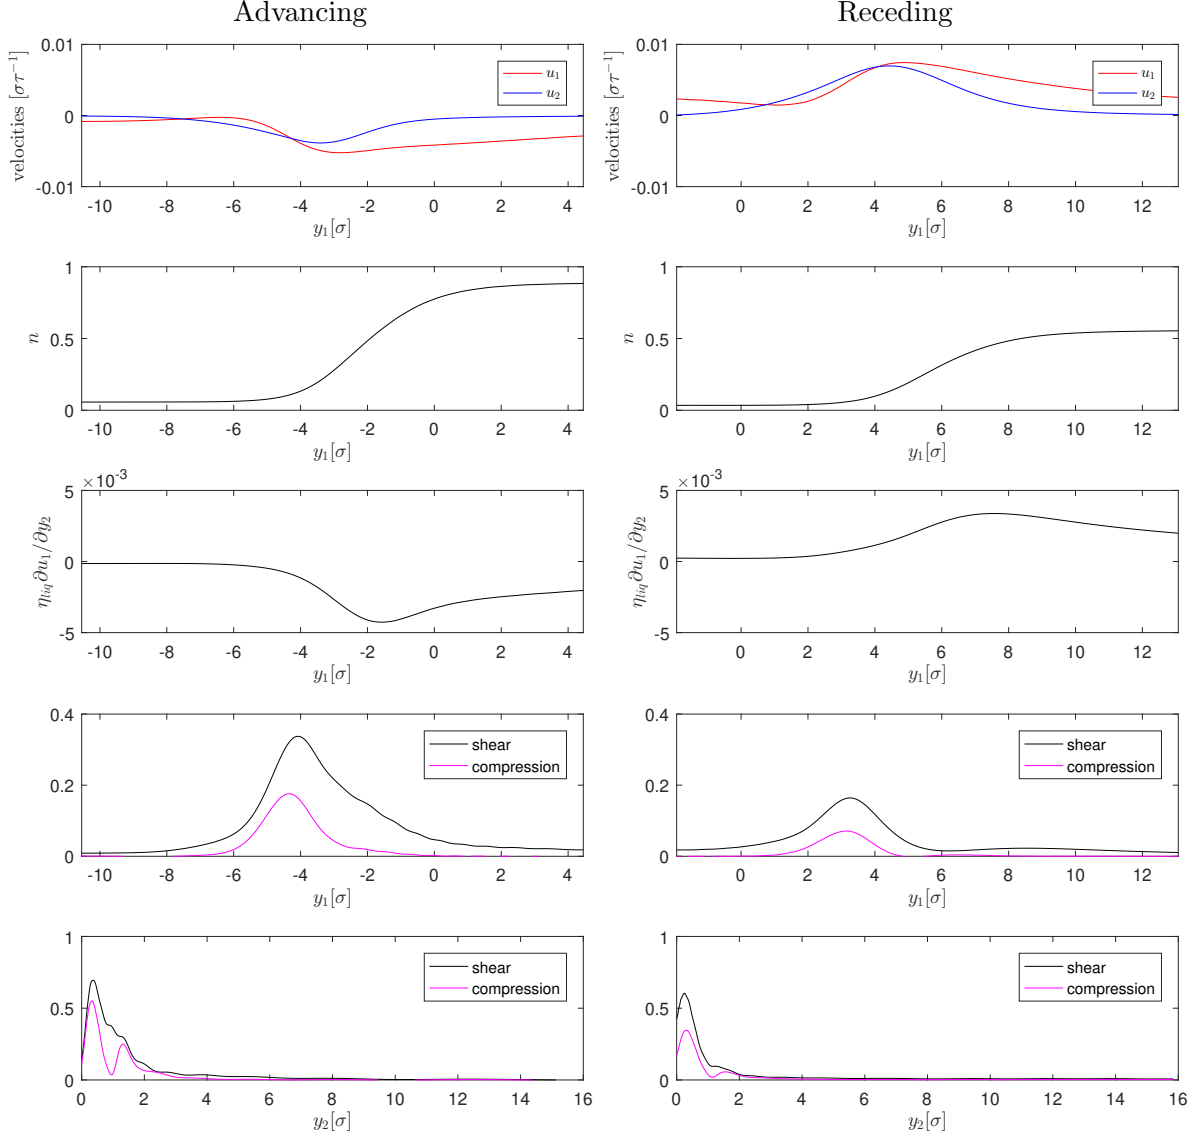 Advancing
Receding
velocities [στ⁻¹]
0.01
0
-0.01
u₁
u₂
-10 -8 -6 -4 -2 0 2 4
y₁[σ]
velocities [στ⁻¹]
0.01
0
-0.01
u₁
u₂
0 2 4 6 8 10 12
y₁[σ]
n
1
0.5
0
-10 -8 -6 -4 -2 0 2 4
y₁[σ]
n
1
0.5
0
0 2 4 6 8 10 12
y₁[σ]
×10⁻³
η_liq ∂u₁/∂y₂
5
0
-5
-10 -8 -6 -4 -2 0 2 4
y₁[σ]
×10⁻³
η_liq ∂u₁/∂y₂
5
0
-5
0 2 4 6 8 10 12
y₁[σ]
0.4
0.2
0
shear
compression
-10 -8 -6 -4 -2 0 2 4
y₁[σ]
0.4
0.2
0
shear
compression
0 2 4 6 8 10 12
y₁[σ]
1
0.5
0
shear
compression
0 2 4 6 8 10 12 14 16
y₂[σ]
1
0.5
0
shear
compression
0 2 4 6 8 10 12 14 16
y₂[σ]